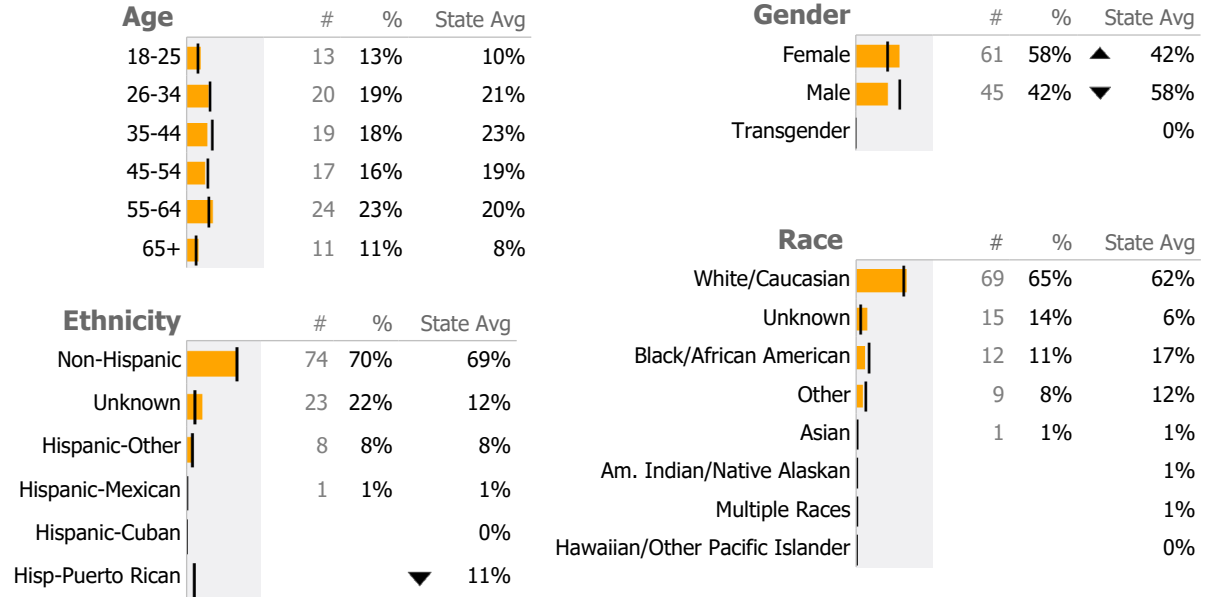 Age # % State Avg
18-25 13 13% 10%
26-34 20 19% 21%
35-44 19 18% 23%
45-54 17 16% 19%
55-64 24 23% 20%
65+ 11 11% 8%
Ethnicity # % State Avg
Non-Hispanic 74 70% 69%
Unknown 23 22% 12%
Hispanic-Other 8 8% 8%
Hispanic-Mexican 1 1% 1%
Hispanic-Cuban 0%
Hisp-Puerto Rican ▼ 11%
Gender # % State Avg
Female 61 58% ▲ 42%
Male 45 42% ▼ 58%
Transgender 0%
Race # % State Avg
White/Caucasian 69 65% 62%
Unknown 15 14% 6%
Black/African American 12 11% 17%
Other 9 8% 12%
Asian 1 1% 1%
Am. Indian/Native Alaskan 1%
Multiple Races 1%
Hawaiian/Other Pacific Islander 0%